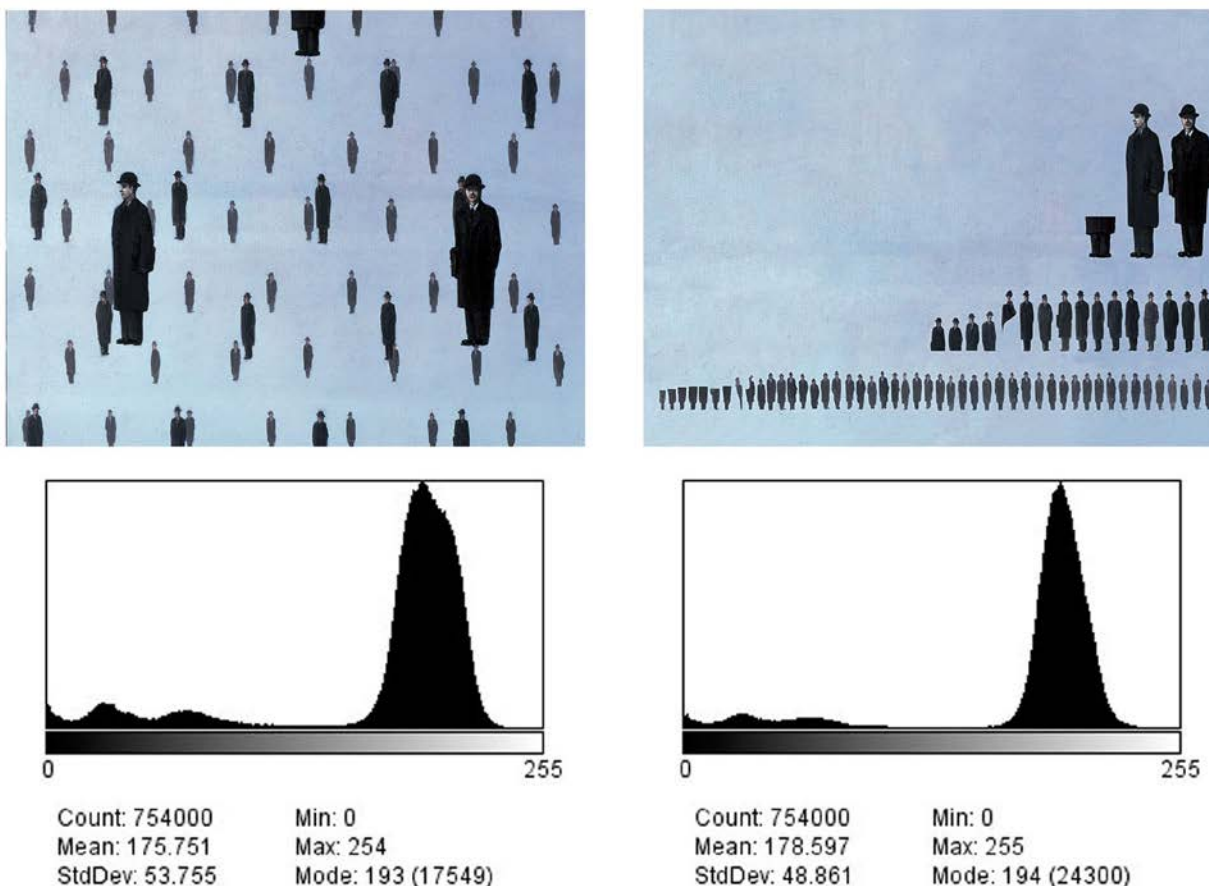 0 255
Count: 754000 Min: 0
Mean: 175.751 Max: 254
StdDev: 53.755 Mode: 193 (17549)
0 255
Count: 754000 Min: 0
Mean: 178.597 Max: 255
StdDev: 48.861 Mode: 194 (24300)